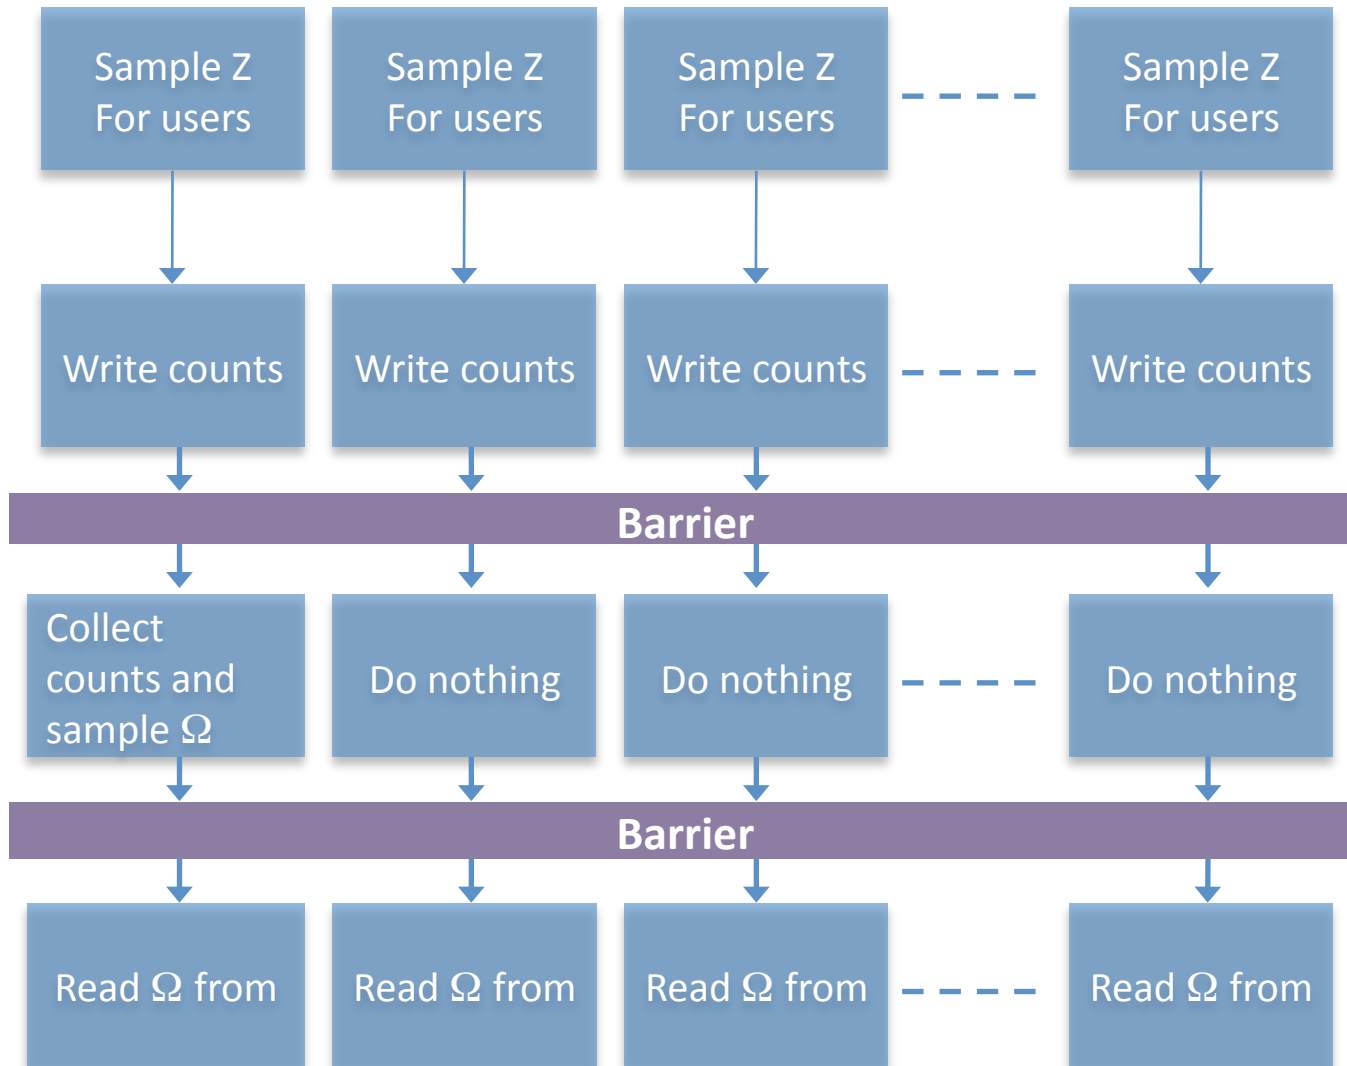 Sample Z
For users
Sample Z
For users
Sample Z
For users
Sample Z
For users
Write counts
Write counts
Write counts
Write counts
Barrier
Collect
counts and
sample Ω
Do nothing
Do nothing
Do nothing
Barrier
Read Ω from
Read Ω from
Read Ω from
Read Ω from